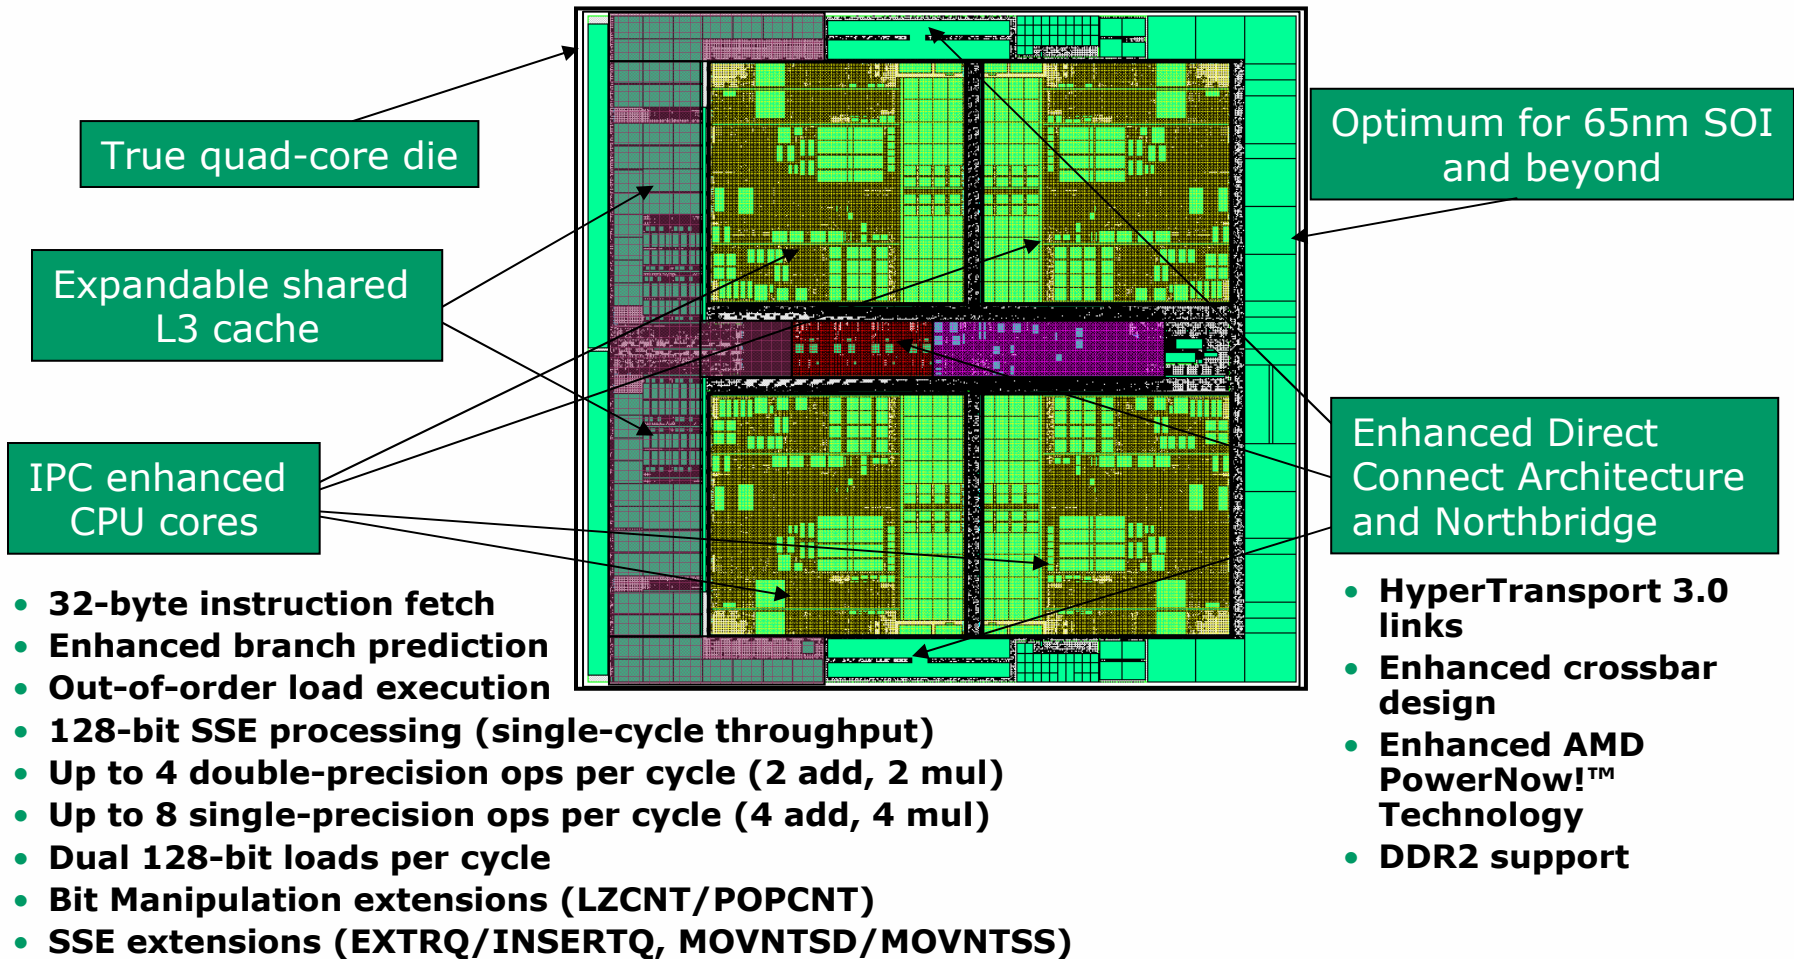 True quad-core die
Expandable shared
L3 cache
IPC enhanced
CPU cores
• 32-byte instruction fetch
• Enhanced branch prediction
• Out-of-order load execution
• 128-bit SSE processing (single-cycle throughput)
• Up to 4 double-precision ops per cycle (2 add, 2 mul)
• Up to 8 single-precision ops per cycle (4 add, 4 mul)
• Dual 128-bit loads per cycle
• Bit Manipulation extensions (LZCNT/POPCNT)
• SSE extensions (EXTRQ/INSERTQ, MOVNTSD/MOVNTSS)
Optimum for 65nm SOI
and beyond
Enhanced Direct
Connect Architecture
and Northbridge
• HyperTransport 3.0
links
• Enhanced crossbar
design
• Enhanced AMD
PowerNow!™
Technology
• DDR2 support